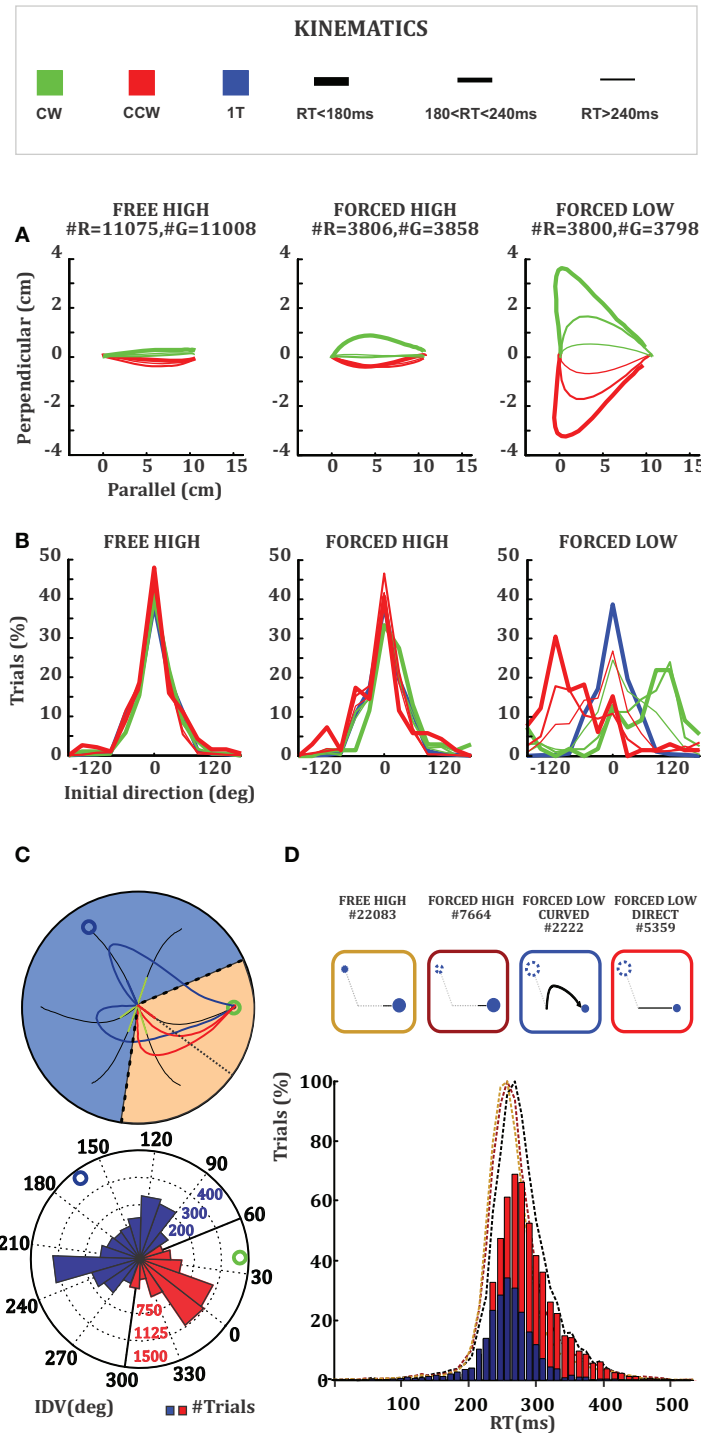 KINEMATICS
CW CCW 1T RT<180ms 180<RT<240ms RT>240ms
A
FREE HIGH
#R=11075,#G=11008
FORCED HIGH
#R=3806,#G=3858
FORCED LOW
#R=3800,#G=3798
Perpendicular (cm)
4
2
0
-2
-4
0 5 10 15
Parallel (cm)
4
2
0
-2
-4
0 5 10 15
4
2
0
-2
-4
0 5 10 15
B
FREE HIGH
FORCED HIGH
FORCED LOW
Trials (%)
50
40
30
20
10
0
-120 0 120
Initial direction (deg)
50
40
30
20
10
0
-120 0 120
50
40
30
20
10
0
-120 0 120
C
150 120 90 60 30 0 330 300 270 240 210 180
400
300
200
750
1125
1500
IDV(deg)
#Trials
D
FREE HIGH
#22083
FORCED HIGH
#7664
FORCED LOW
CURVED
#2222
FORCED LOW
DIRECT
#5359
Trials (%)
100
80
60
40
20
0
100 200 300 400 500
RT(ms)